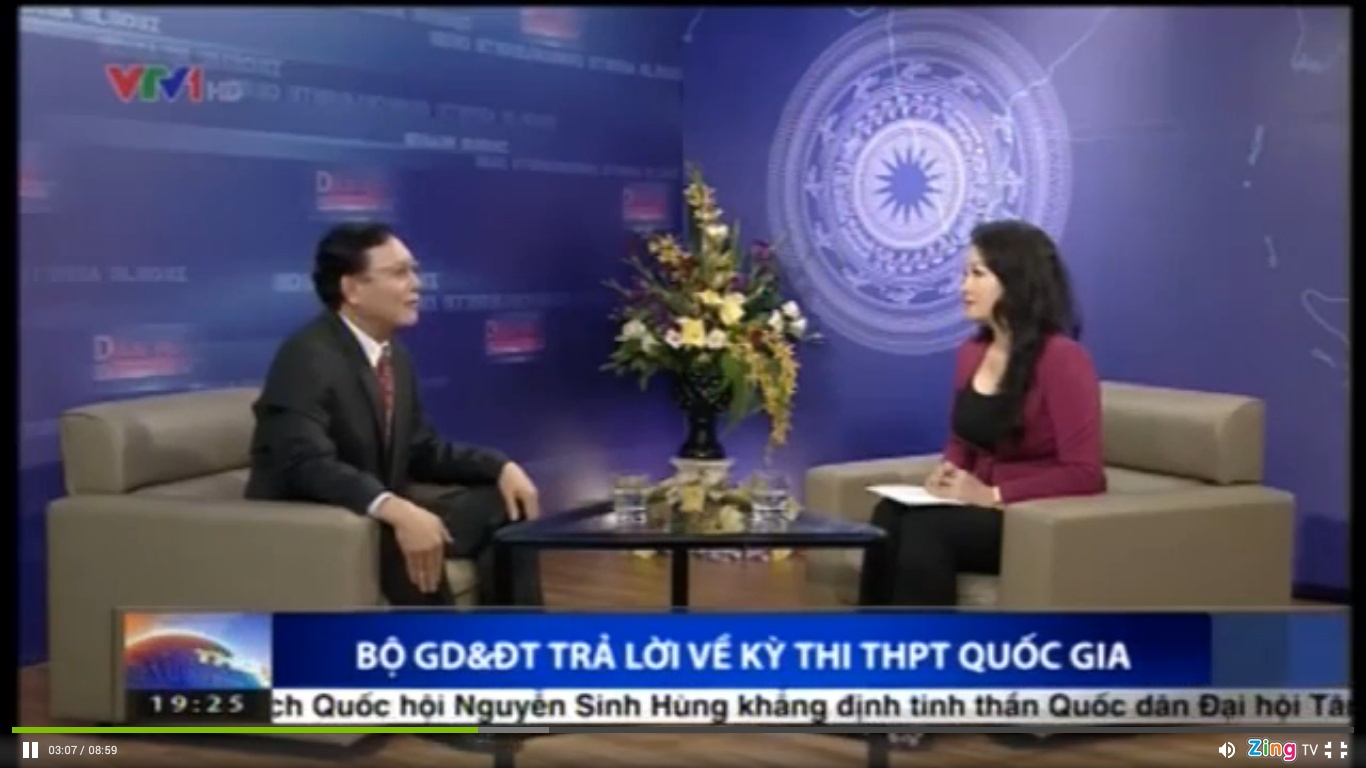 VTV1 HD
BỘ GD&ĐT TRẢ LỜI VỀ KỲ THI THPT QUỐC GIA
19:25
ch Quốc hội Nguyễn Sinh Hùng khẳng định tinh thần Quốc dân Đại hội Tâ
03:07 / 08:59
Zing TV